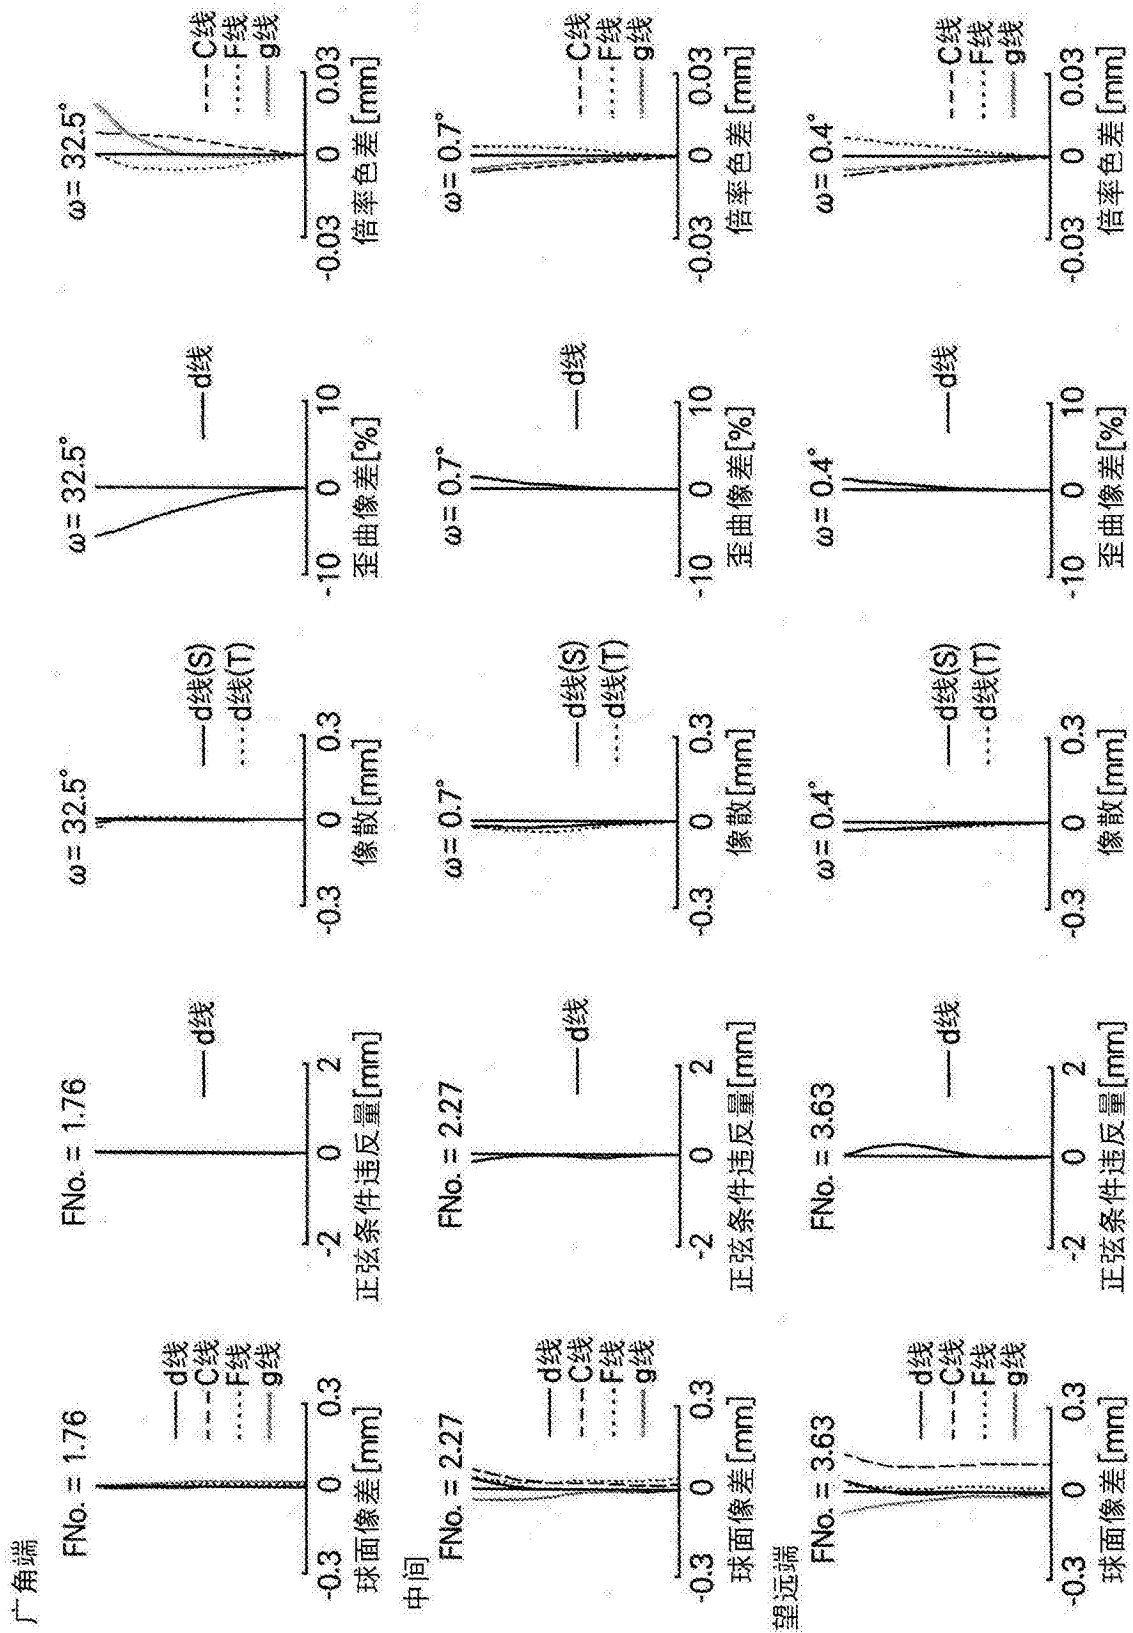 广角端
FNo. = 1.76
d线
C线
F线
g线
-0.3 0 0.3
球面像差[mm]
FNo. = 1.76
d线
-2 0 2
正弦条件违反量[mm]
ω= 32.5°
d线(S)
d线(T)
-0.3 0 0.3
像散[mm]
ω= 32.5°
d线
-10 0 10
歪曲像差[%]
ω= 32.5°
C线
F线
g线
-0.03 0 0.03
倍率色差[mm]
中间
FNo. = 2.27
d线
C线
F线
g线
-0.3 0 0.3
球面像差[mm]
FNo. = 2.27
d线
-2 0 2
正弦条件违反量[mm]
ω= 0.7°
d线(S)
d线(T)
-0.3 0 0.3
像散[mm]
ω= 0.7°
d线
-10 0 10
歪曲像差[%]
ω= 0.7°
C线
F线
g线
-0.03 0 0.03
倍率色差[mm]
望远端
FNo. = 3.63
d线
C线
F线
g线
-0.3 0 0.3
球面像差[mm]
FNo. = 3.63
d线
-2 0 2
正弦条件违反量[mm]
ω= 0.4°
d线(S)
d线(T)
-0.3 0 0.3
像散[mm]
ω= 0.4°
d线
-10 0 10
歪曲像差[%]
ω= 0.4°
C线
F线
g线
-0.03 0 0.03
倍率色差[mm]